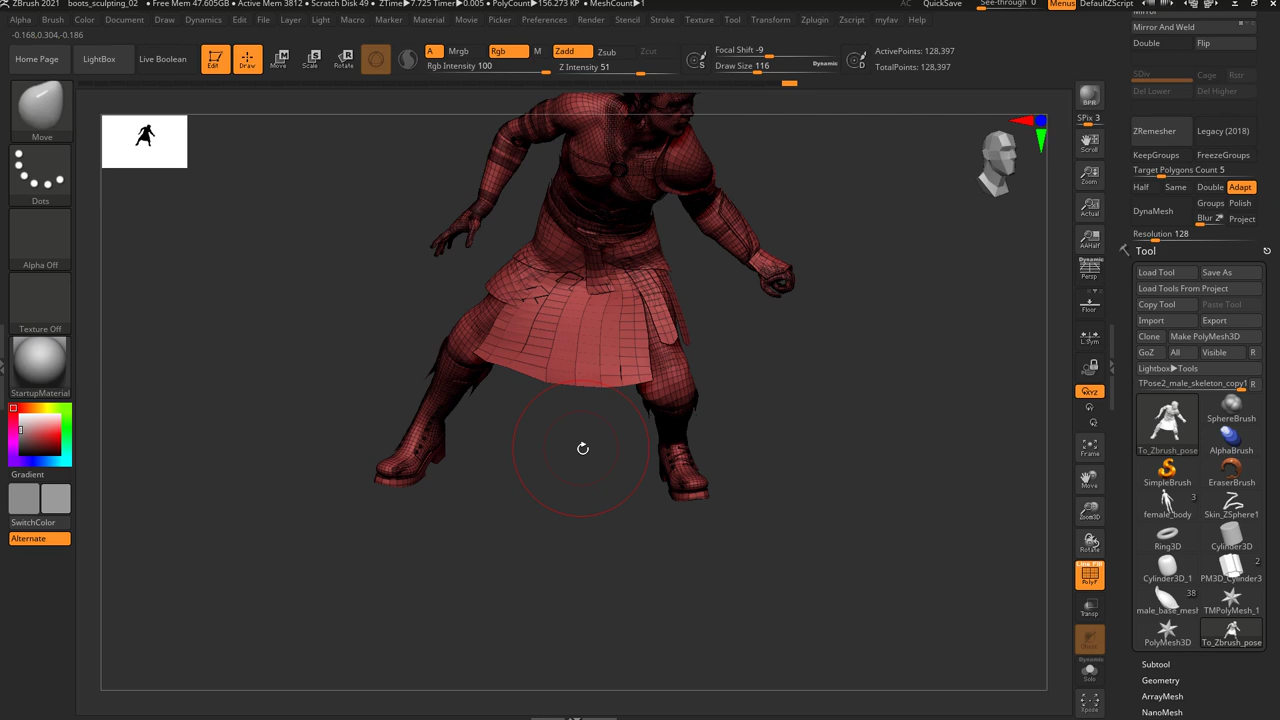 ZBrush 2021 boots_sculpting_02 • Free Mem 47.605GB • Active Mem 3812 • Scratch Disk 49 • ZTime▶7.725 Timer▶0.005 • PolyCount▶156.273 KP • MeshCount▶1 AC QuickSave See-through 0 Menus DefaultZScript
Alpha Brush Color Document Draw Dynamics Edit File Layer Light Macro Marker Material Movie Picker Preferences Render Stencil Stroke Texture Tool Transform Zplugin Zscript myfav Help
-0.168,0.304,-0.186
Home Page LightBox Live Boolean Edit Draw Move Scale Rotate
A Mrgb Rgb M Zadd Zsub Zcut
Rgb Intensity 100 Z Intensity 51
Focal Shift -9
Draw Size 116 Dynamic
ActivePoints: 128,397
TotalPoints: 128,397
Move
Dots
Alpha Off
Texture Off
StartupMaterial
Gradient
SwitchColor
Alternate
BPR
SPix 3
Scroll
Zoom
Actual
AAHalf
Dynamic
Persp
Floor
L.Sym
XYZ
Frame
Move
Zoom3D
Rotate
Line Fill
PolyF
Transp
Dynamic
Solo
Xpose
Mirror
Mirror And Weld
Double Flip
SDiv Cage Rstr
Del Lower Del Higher
ZRemesher Legacy (2018)
KeepGroups FreezeGroups
Target Polygons Count 5
Half Same Double Adapt
DynaMesh
Groups Polish
Blur 2 Project
Resolution 128
Tool
Load Tool Save As
Load Tools From Project
Copy Tool Paste Tool
Import Export
Clone Make PolyMesh3D
GoZ All Visible R
Lightbox▶Tools
TPose2_male_skeleton_copy1 R
To_Zbrush_pose SphereBrush
AlphaBrush
SimpleBrush EraserBrush
3
female_body Skin_ZSphere1
Ring3D Cylinder3D
2
Cylinder3D_1 PM3D_Cylinder3
38
male_base_mesh TMPolyMesh_1
PolyMesh3D To_Zbrush_pose
Subtool
Geometry
ArrayMesh
NanoMesh